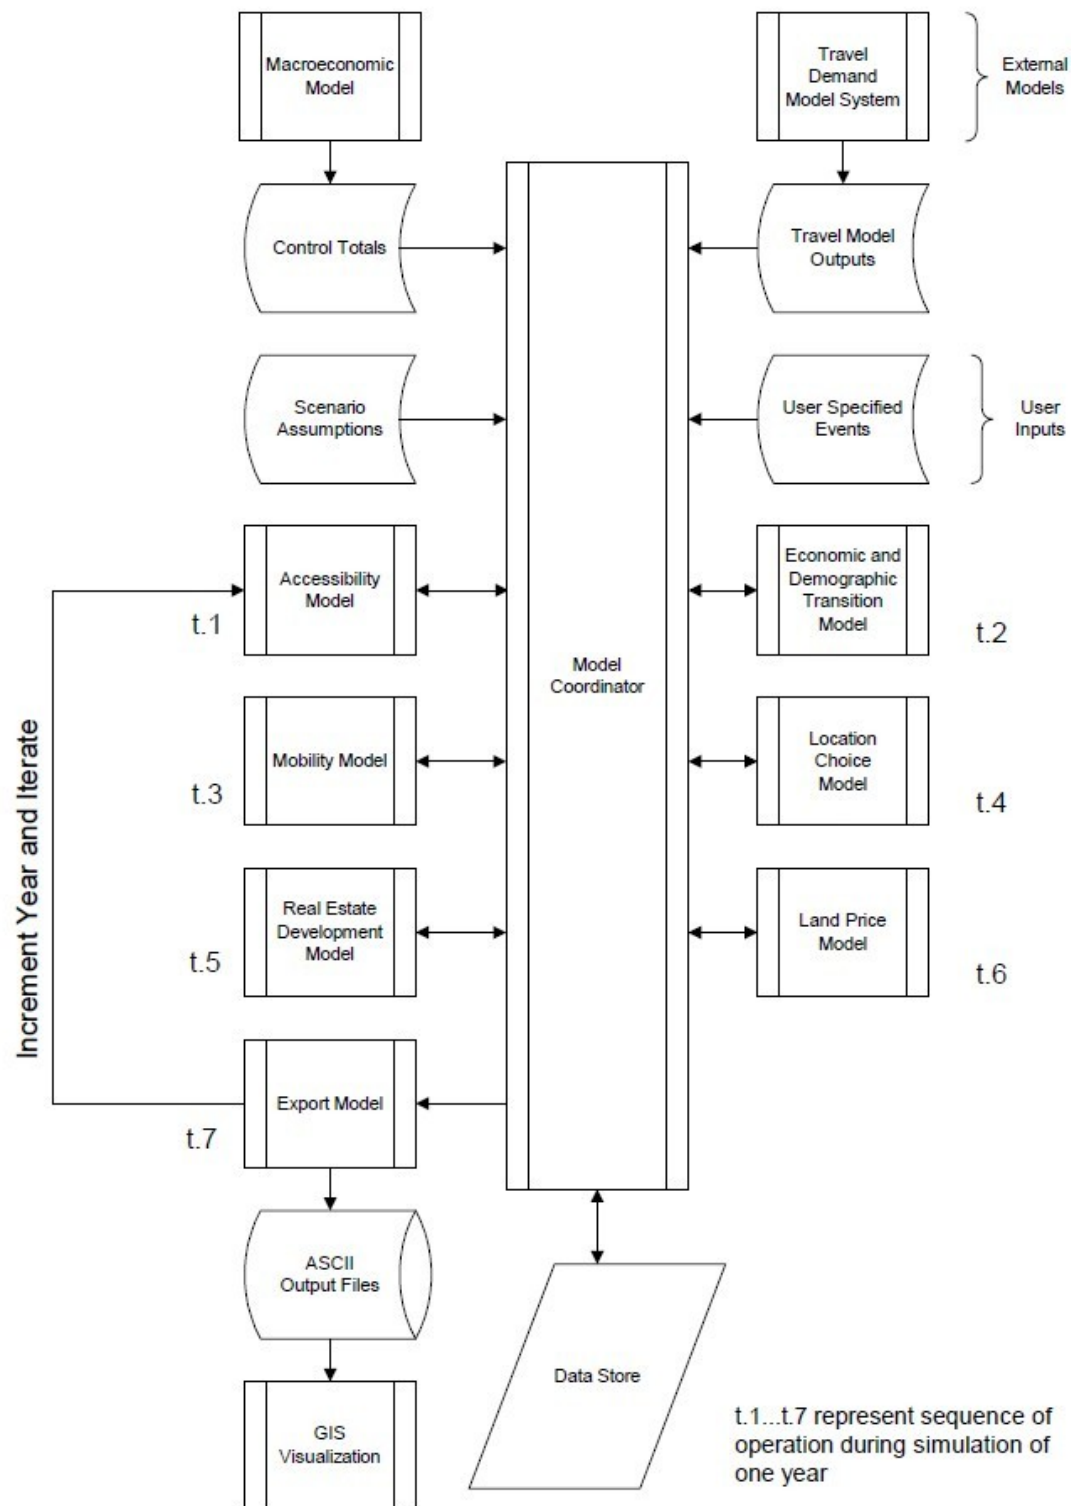 Macroeconomic
Model
Travel
Demand
Model System
External
Models
Control Totals
Travel Model
Outputs
Scenario
Assumptions
User Specified
Events
User
Inputs
Accessibility
Model
t.1
Economic and
Demographic
Transition
Model
t.2
Model
Coordinator
Mobility Model
t.3
Location
Choice
Model
t.4
Real Estate
Development
Model
t.5
Land Price
Model
t.6
Increment Year and Iterate
Export Model
t.7
ASCII
Output Files
Data Store
GIS
Visualization
t.1...t.7 represent sequence of
operation during simulation of
one year